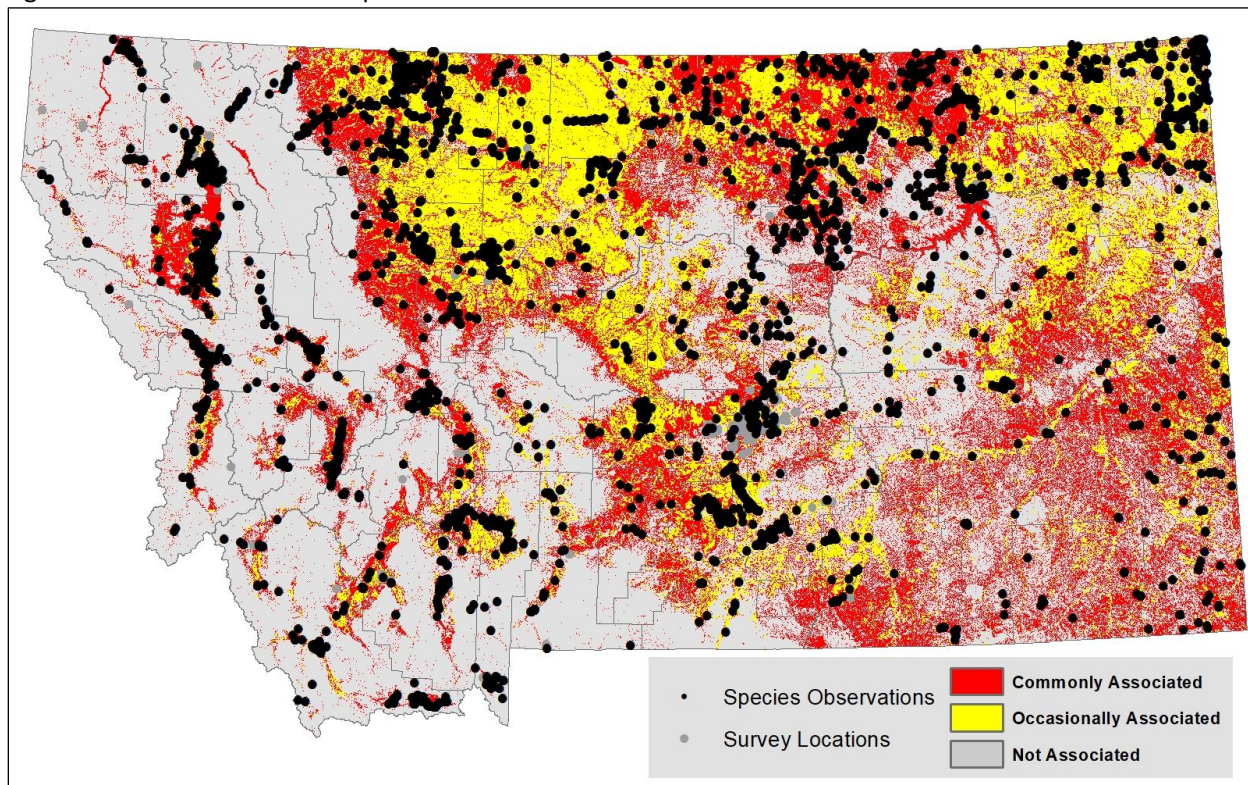 Species Observations
Survey Locations
Commonly Associated
Occasionally Associated
Not Associated